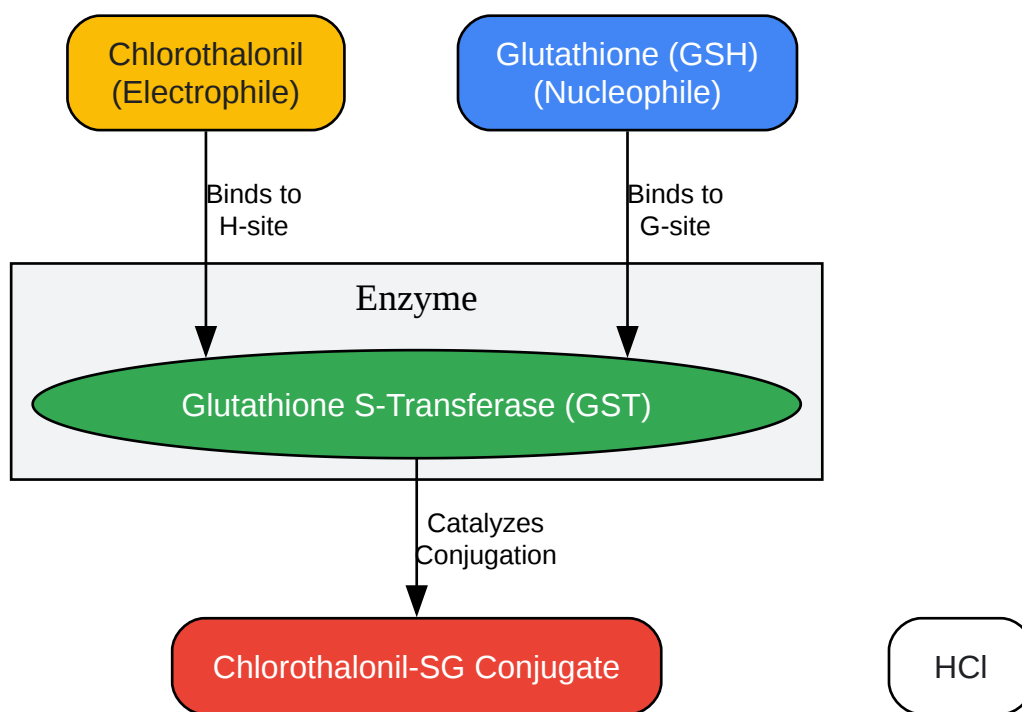 Chlorothalonil
(Electrophile)
Glutathione (GSH)
(Nucleophile)
Binds to
H-site
Binds to
G-site
Enzyme
Glutathione S-Transferase (GST)
Catalyzes
Conjugation
Chlorothalonil-SG Conjugate
HCl